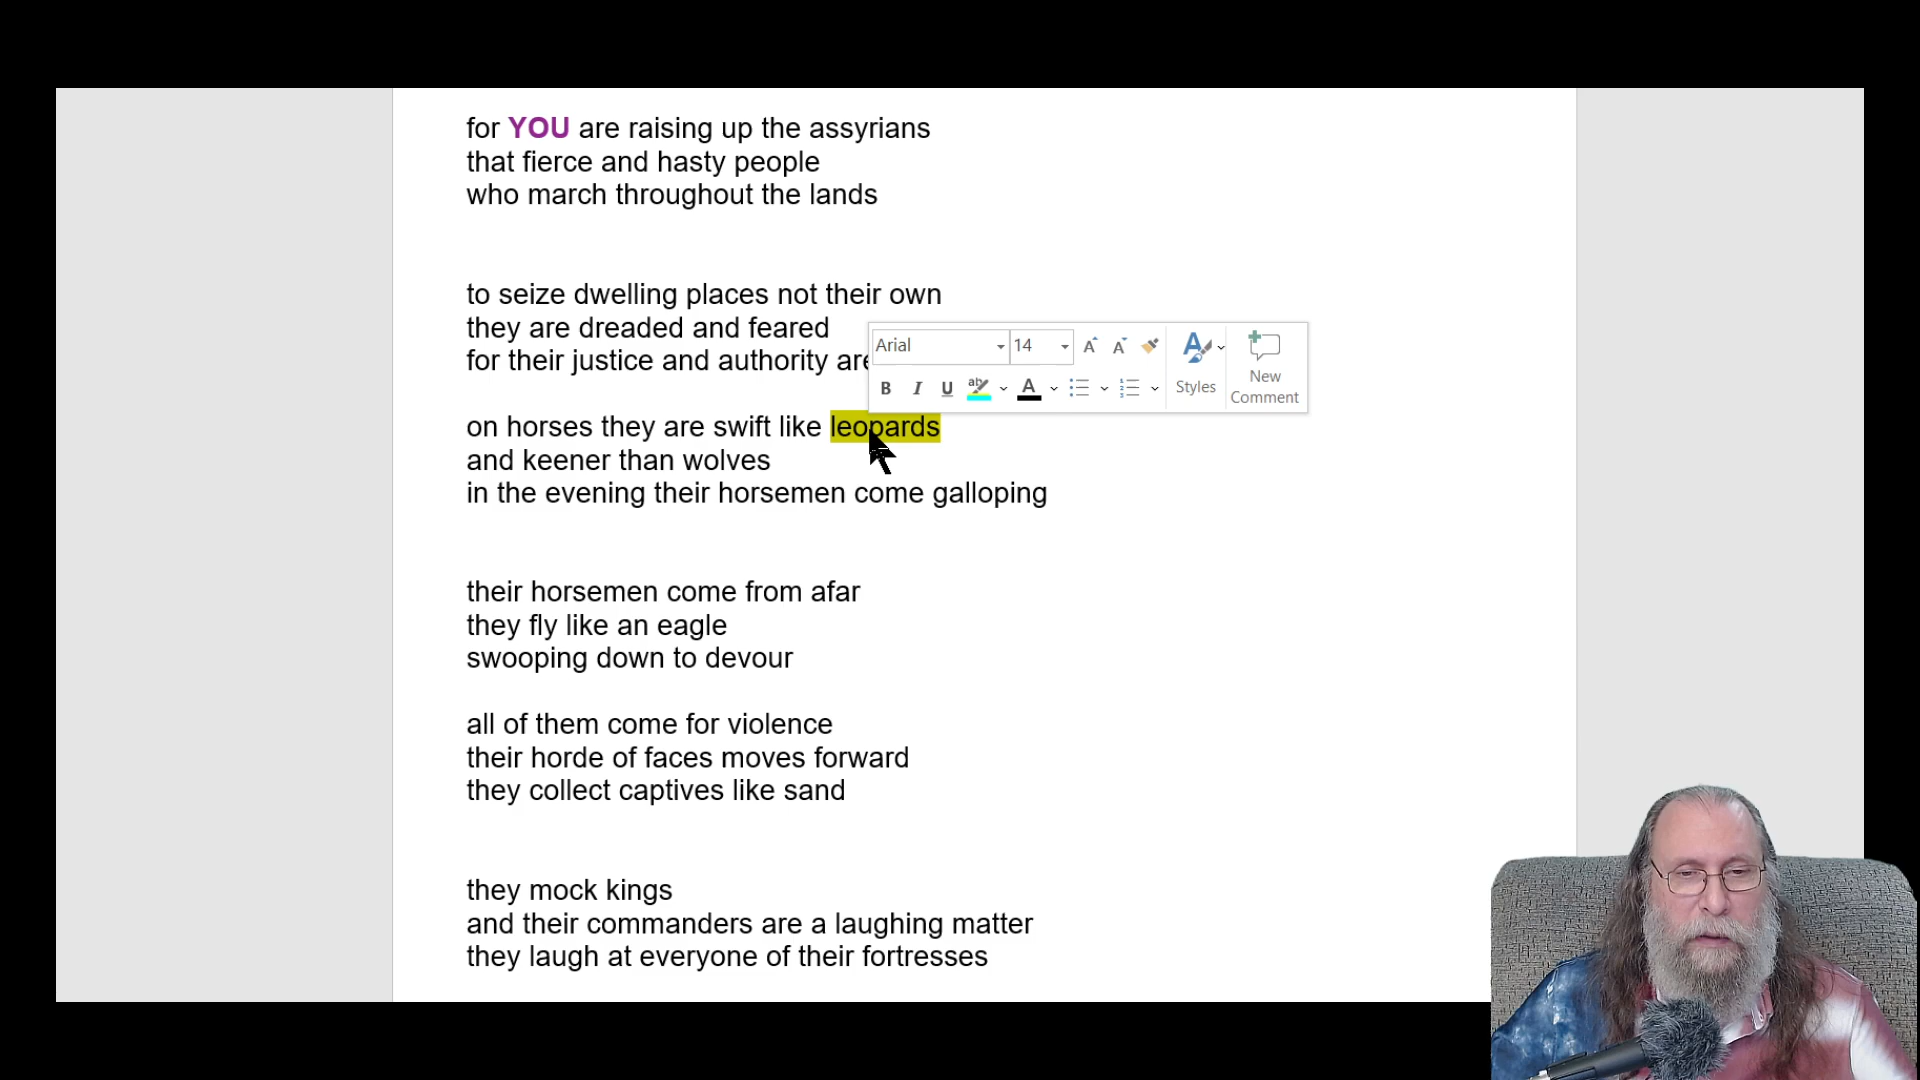 for YOU are raising up the assyrians
that fierce and hasty people
who march throughout the lands
to seize dwelling places not their own
they are dreaded and feared
for their justice and authority are
Arial 14
B I U A Styles New Comment
on horses they are swift like leopards
and keener than wolves
in the evening their horsemen come galloping
their horsemen come from afar
they fly like an eagle
swooping down to devour
all of them come for violence
their horde of faces moves forward
they collect captives like sand
they mock kings
and their commanders are a laughing matter
they laugh at everyone of their fortresses